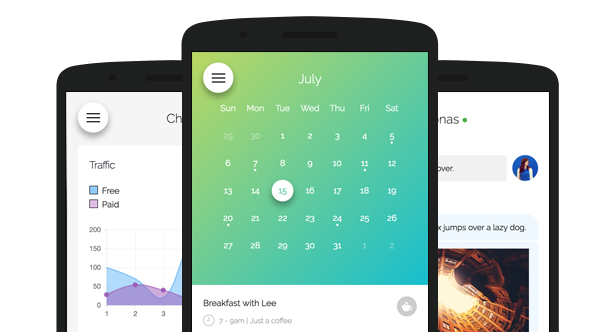 July
Sun Mon Tue Wed Thu Fri Sat
29 30 1 2 3 4 5
6 7 8 9 10 11 12
13 14 15 16 17 18 19
20 21 22 23 24 25 26
27 28 29 30 31 1 2
Breakfast with Lee
7 - 9am | Just a coffee
Ch
Traffic
Free
Paid
200
150
100
50
0
1 2 3 4
onas
over.
x jumps over a lazy dog.